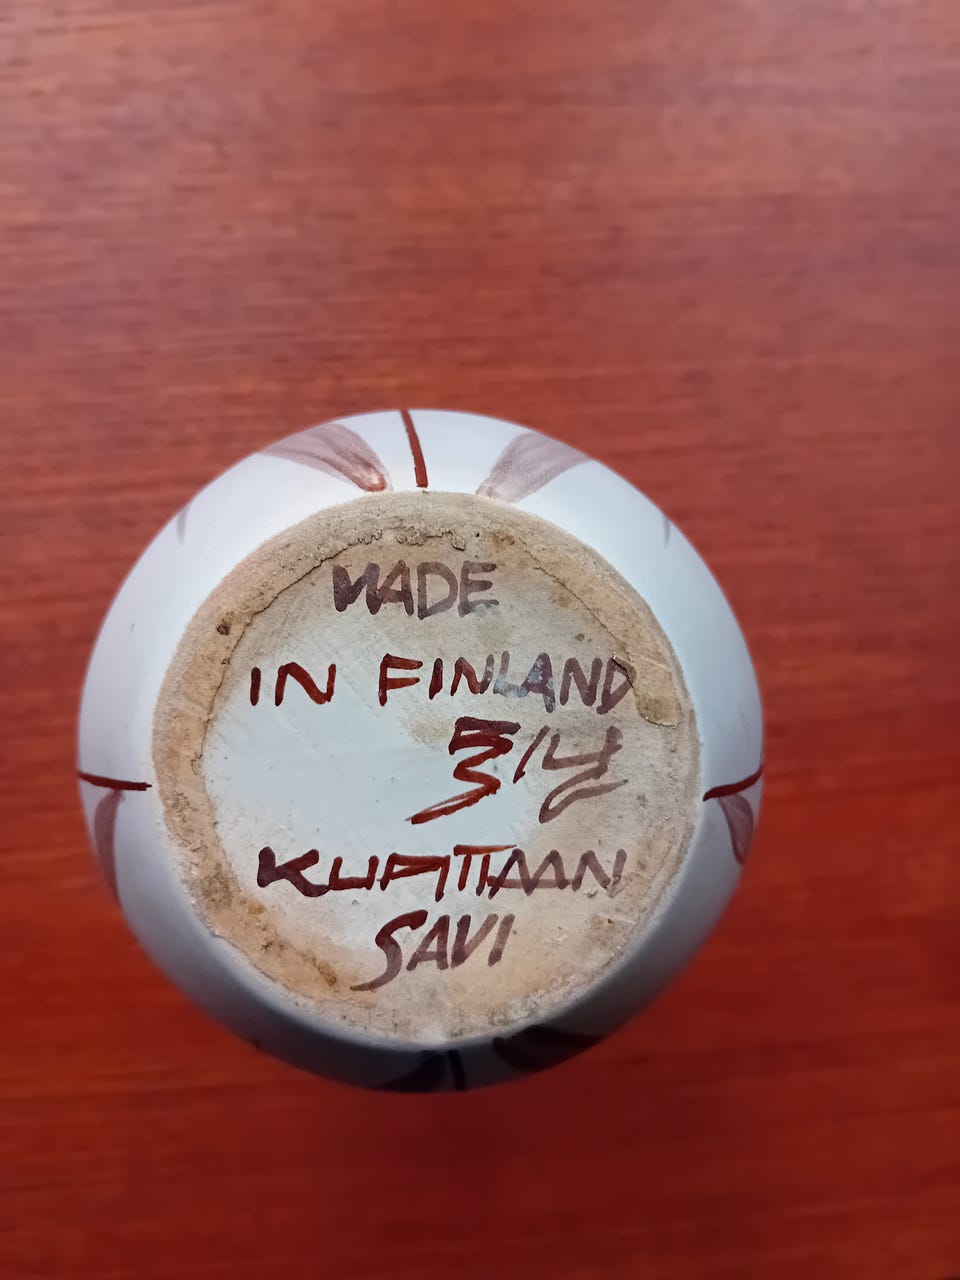 MADE
IN FINLAND
3/4
KUPITTAAN
SAVI